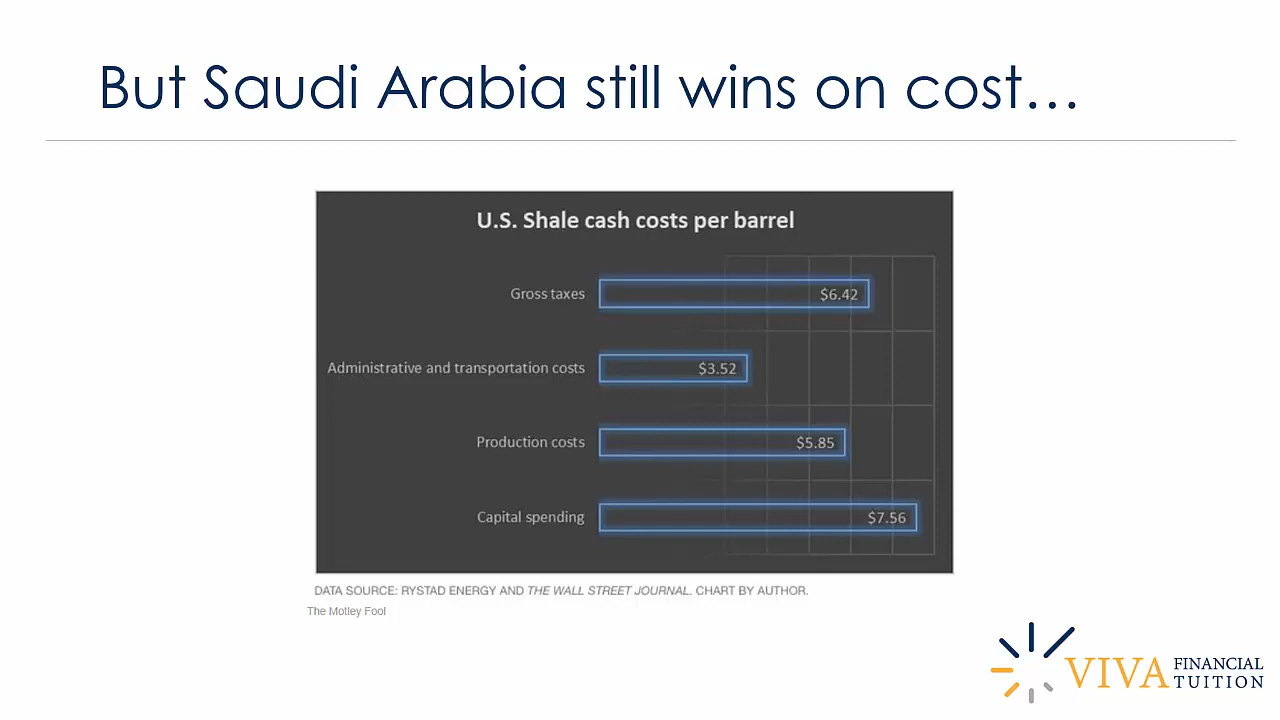 But Saudi Arabia still wins on cost…
U.S. Shale cash costs per barrel
Gross taxes $6.42
Administrative and transportation costs $3.52
Production costs $5.85
Capital spending $7.56
DATA SOURCE: RYSTAD ENERGY AND THE WALL STREET JOURNAL. CHART BY AUTHOR.
The Motley Fool
VIVA FINANCIAL
TUITION